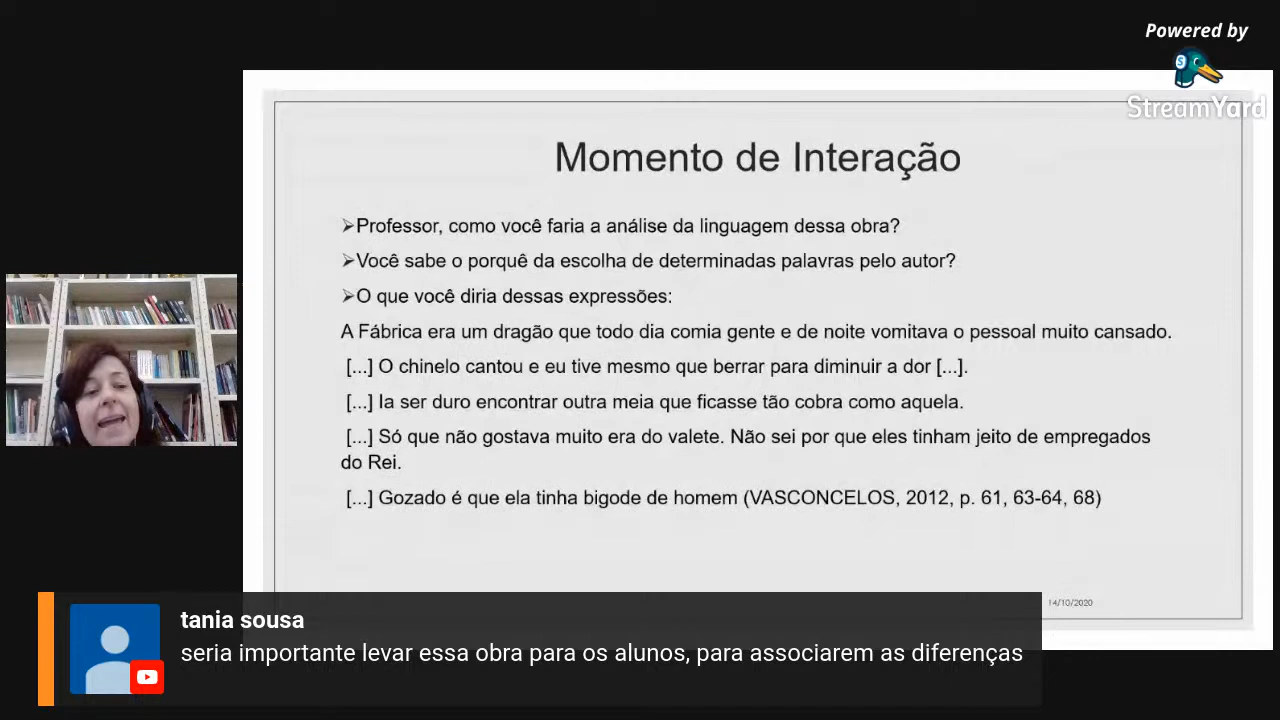 Powered by
StreamYard
Momento de Interação
➢Professor, como você faria a análise da linguagem dessa obra?
➢Você sabe o porquê da escolha de determinadas palavras pelo autor?
➢O que você diria dessas expressões:
A Fábrica era um dragão que todo dia comia gente e de noite vomitava o pessoal muito cansado.
[...] O chinelo cantou e eu tive mesmo que berrar para diminuir a dor [...].
[...] Ia ser duro encontrar outra meia que ficasse tão cobra como aquela.
[...] Só que não gostava muito era do valete. Não sei por que eles tinham jeito de empregados
do Rei.
[...] Gozado é que ela tinha bigode de homem (VASCONCELOS, 2012, p. 61, 63-64, 68)
14/10/2020
tania sousa
seria importante levar essa obra para os alunos, para associarem as diferenças